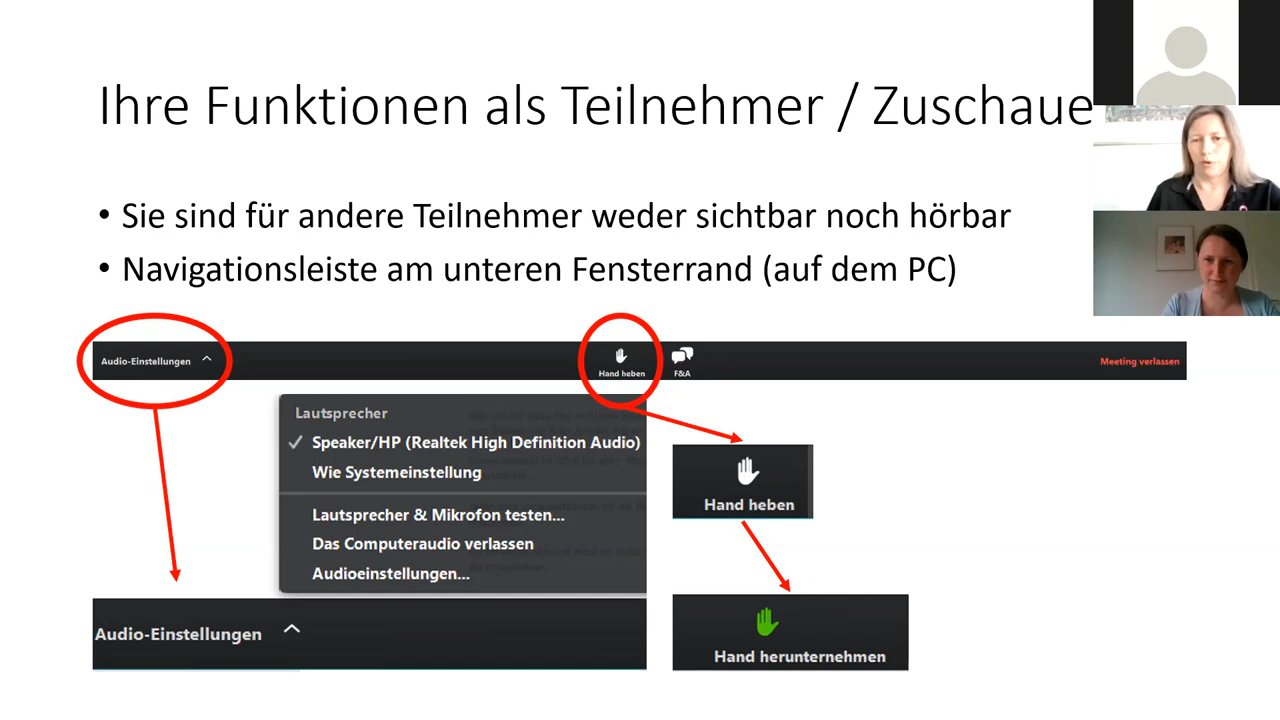 Ihre Funktionen als Teilnehmer / Zuschaue
• Sie sind für andere Teilnehmer weder sichtbar noch hörbar
• Navigationsleiste am unteren Fensterrand (auf dem PC)
Audio-Einstellungen
Hand heben
F&A
Meeting verlassen
Lautsprecher
Speaker/HP (Realtek High Definition Audio)
Wie Systemeinstellung
Lautsprecher & Mikrofon testen...
Das Computeraudio verlassen
Audioeinstellungen...
Audio-Einstellungen
Hand heben
Hand herunternehmen